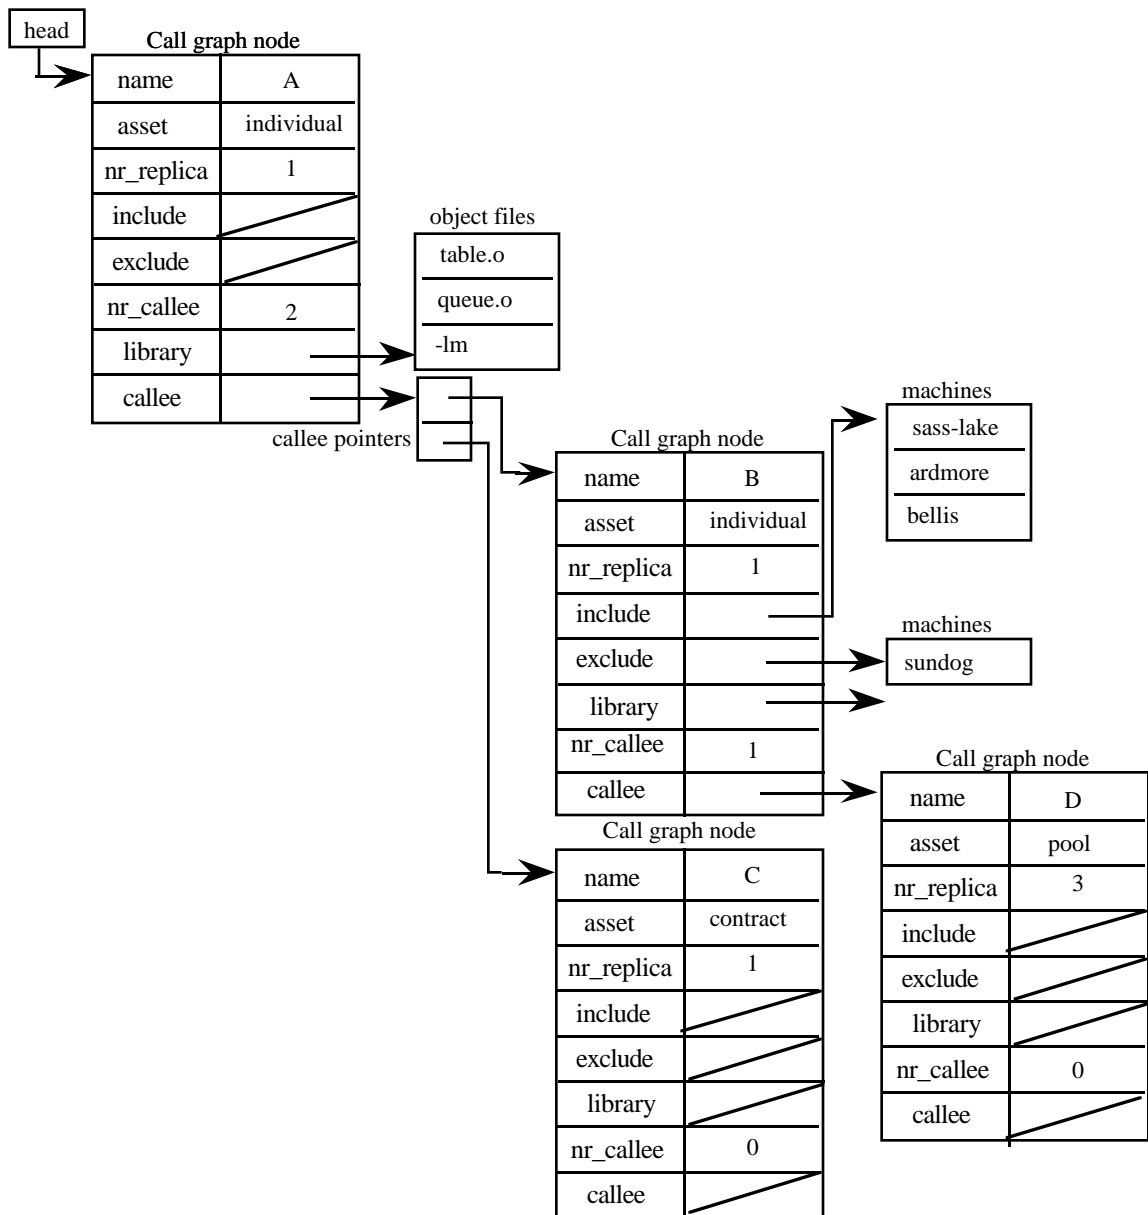 head
Call graph node
name A
asset individual
nr_replica 1
include
exclude
nr_callee 2
library
callee
object files
table.o
queue.o
-lm
callee pointers
Call graph node
name B
asset individual
nr_replica 1
include
exclude
library
nr_callee 1
callee
machines
sass-lake
ardmore
bellis
machines
sundog
Call graph node
name C
asset contract
nr_replica 1
include
exclude
library
nr_callee 0
callee
Call graph node
name D
asset pool
nr_replica 3
include
exclude
library
nr_callee 0
callee